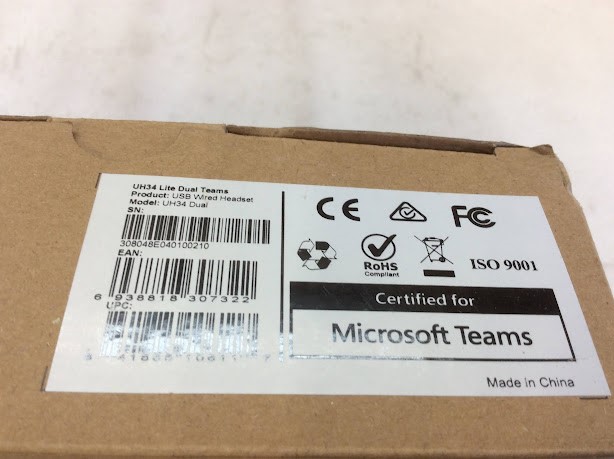 UH34 Lite Dual Teams
Product: USB Wired Headset
Model: UH34 Dual
SN:
308048E040100210
EAN:
6 938818 307322
UPC:
CE
FC
RoHS
Compliant
ISO 9001
Certified for
Microsoft Teams
Made in China